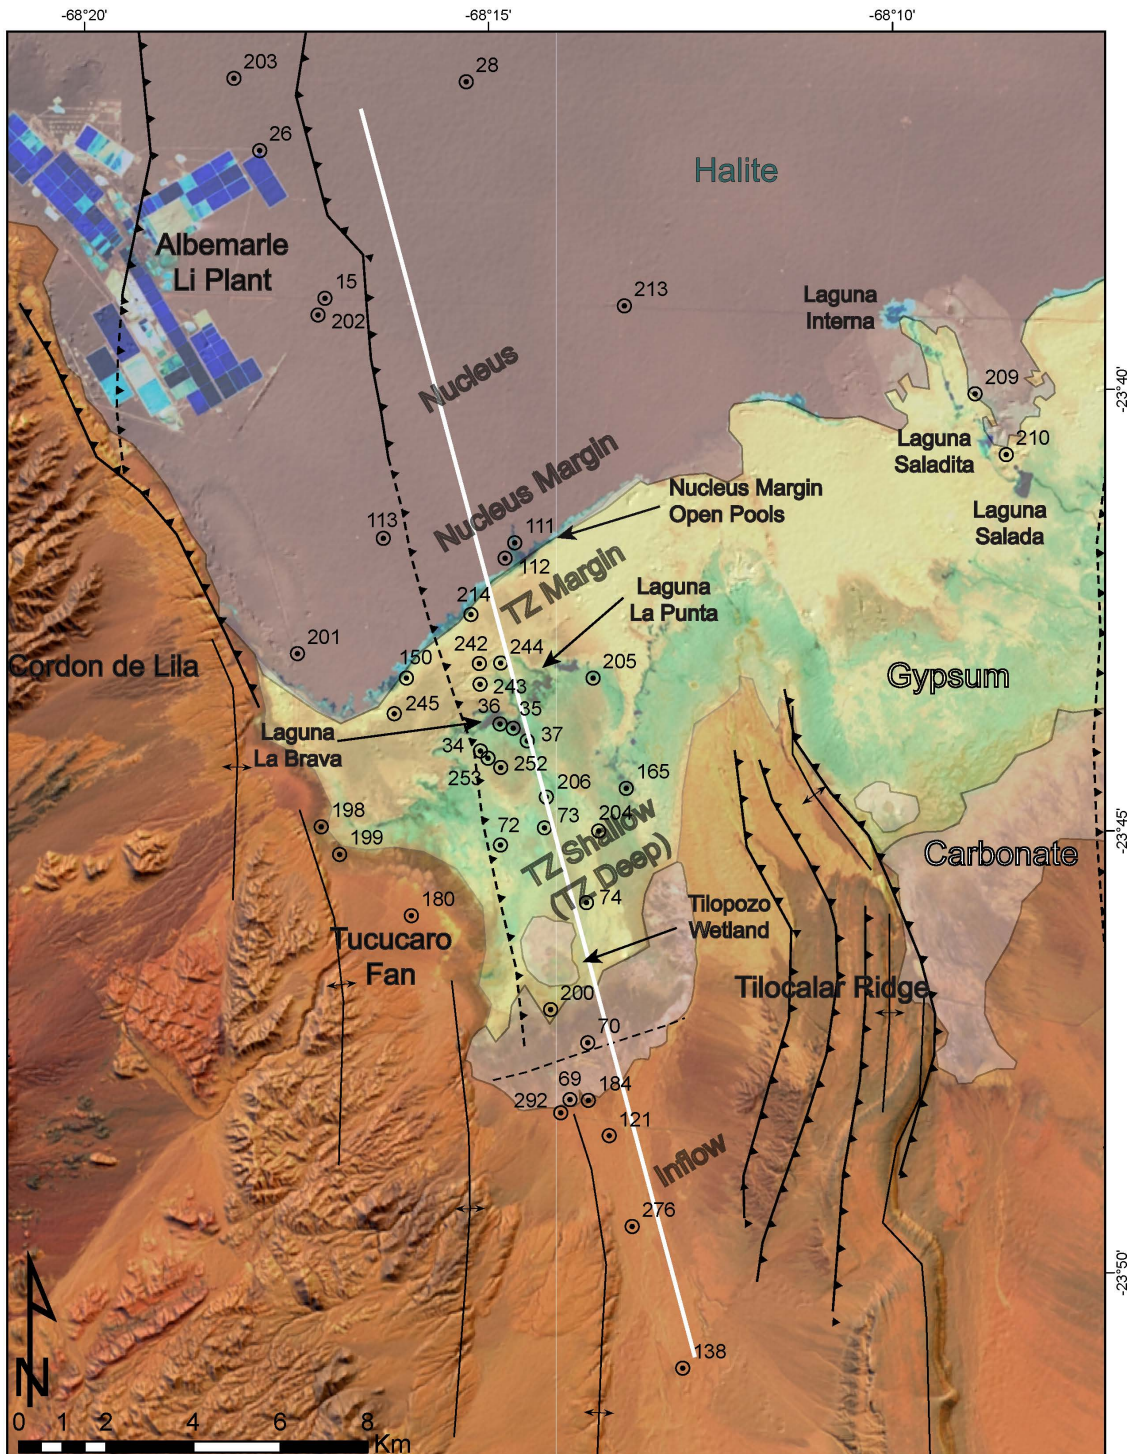 -68°20'
-68°15'
-68°10'
203
28
26
Halite
Albemarle
Li Plant
15
202
213
Laguna
Interna
Nucleus
-23°40'
209
Laguna
Saladita
210
Nucleus Margin
Nucleus Margin
Open Pools
Laguna
Salada
113
111
112
TZ Margin
Laguna
La Punta
214
201
Cordon de Lila
150
242
244
243
205
Gypsum
245
36
35
37
Laguna
La Brava
34
253
252
206
165
198
199
72
73
204
-23°45'
TZ Shallow
(TZ Deep)
Carbonate
180
74
Tilopozo
Wetland
Tucucaro
Fan
Tilocalar Ridge
200
70
69
184
292
121
Inflow
276
-23°50'
138
N
0 1 2 4 6 8
Km